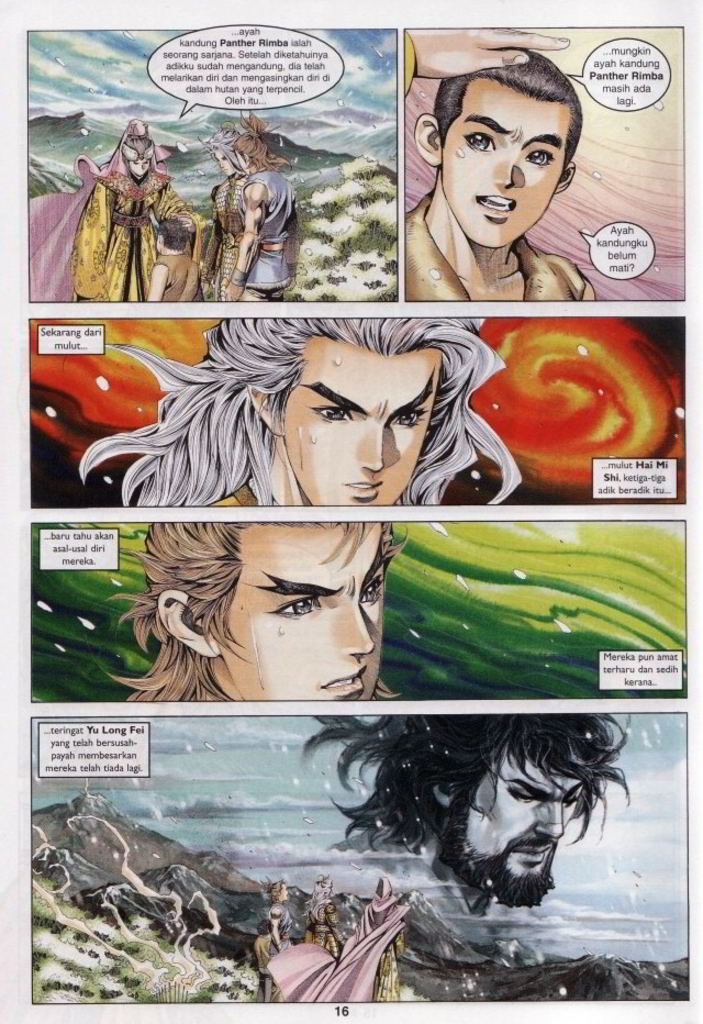 ...ayah
kandung Panther Rimba ialah
seorang sarjana. Setelah diketahuinya
adikku sudah mengandung, dia telah
melarikan diri dan mengasingkan diri di
dalam hutan yang terpencil.
Oleh itu...
...mungkin
ayah kandung
Panther Rimba
masih ada
lagi.
Ayah
kandungku
belum
mati?
Sekarang dari
mulut...
...mulut Hai Mi
Shi, ketiga-tiga
adik beradik itu...
...baru tahu akan
asal-usal diri
mereka.
Mereka pun amat
terharu dan sedih
kerana..
...teringat Yu Long Fei
yang telah bersusah-
payah membesarkan
mereka telah tiada lagi.
16